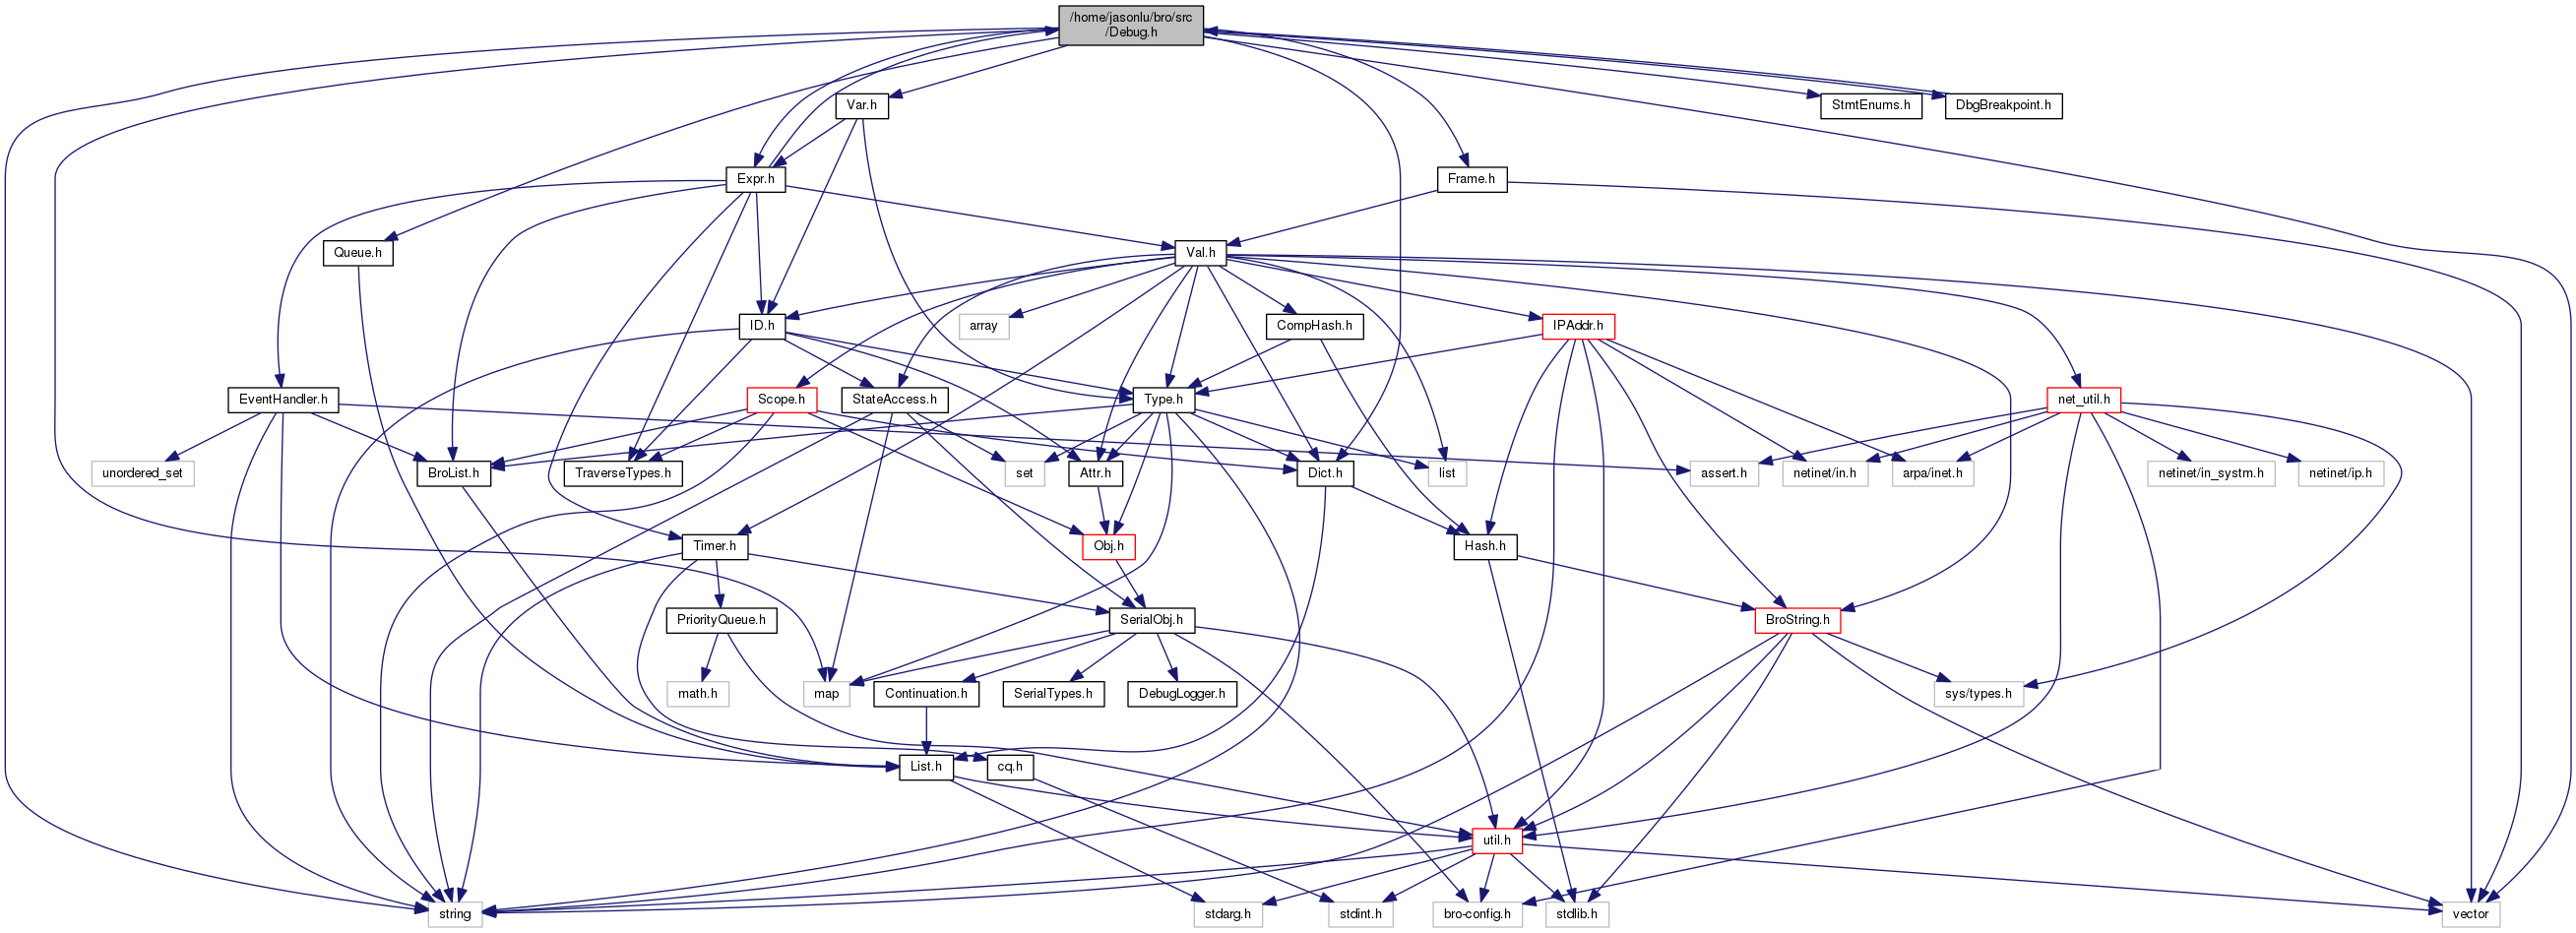 /home/jasonlu/bro/src
/Debug.h
Var.h
StmtEnums.h
DbgBreakpoint.h
Expr.h
Frame.h
Queue.h
Val.h
ID.h
array
CompHash.h
IPAddr.h
EventHandler.h
Scope.h
StateAccess.h
Type.h
net_util.h
unordered_set
BroList.h
TraverseTypes.h
set
Attr.h
Dict.h
list
assert.h
netinet/in.h
arpa/inet.h
netinet/in_systm.h
netinet/ip.h
Timer.h
Obj.h
Hash.h
PriorityQueue.h
SerialObj.h
BroString.h
math.h
map
Continuation.h
SerialTypes.h
DebugLogger.h
sys/types.h
List.h
cq.h
util.h
string
stdarg.h
stdint.h
bro-config.h
stdlib.h
vector